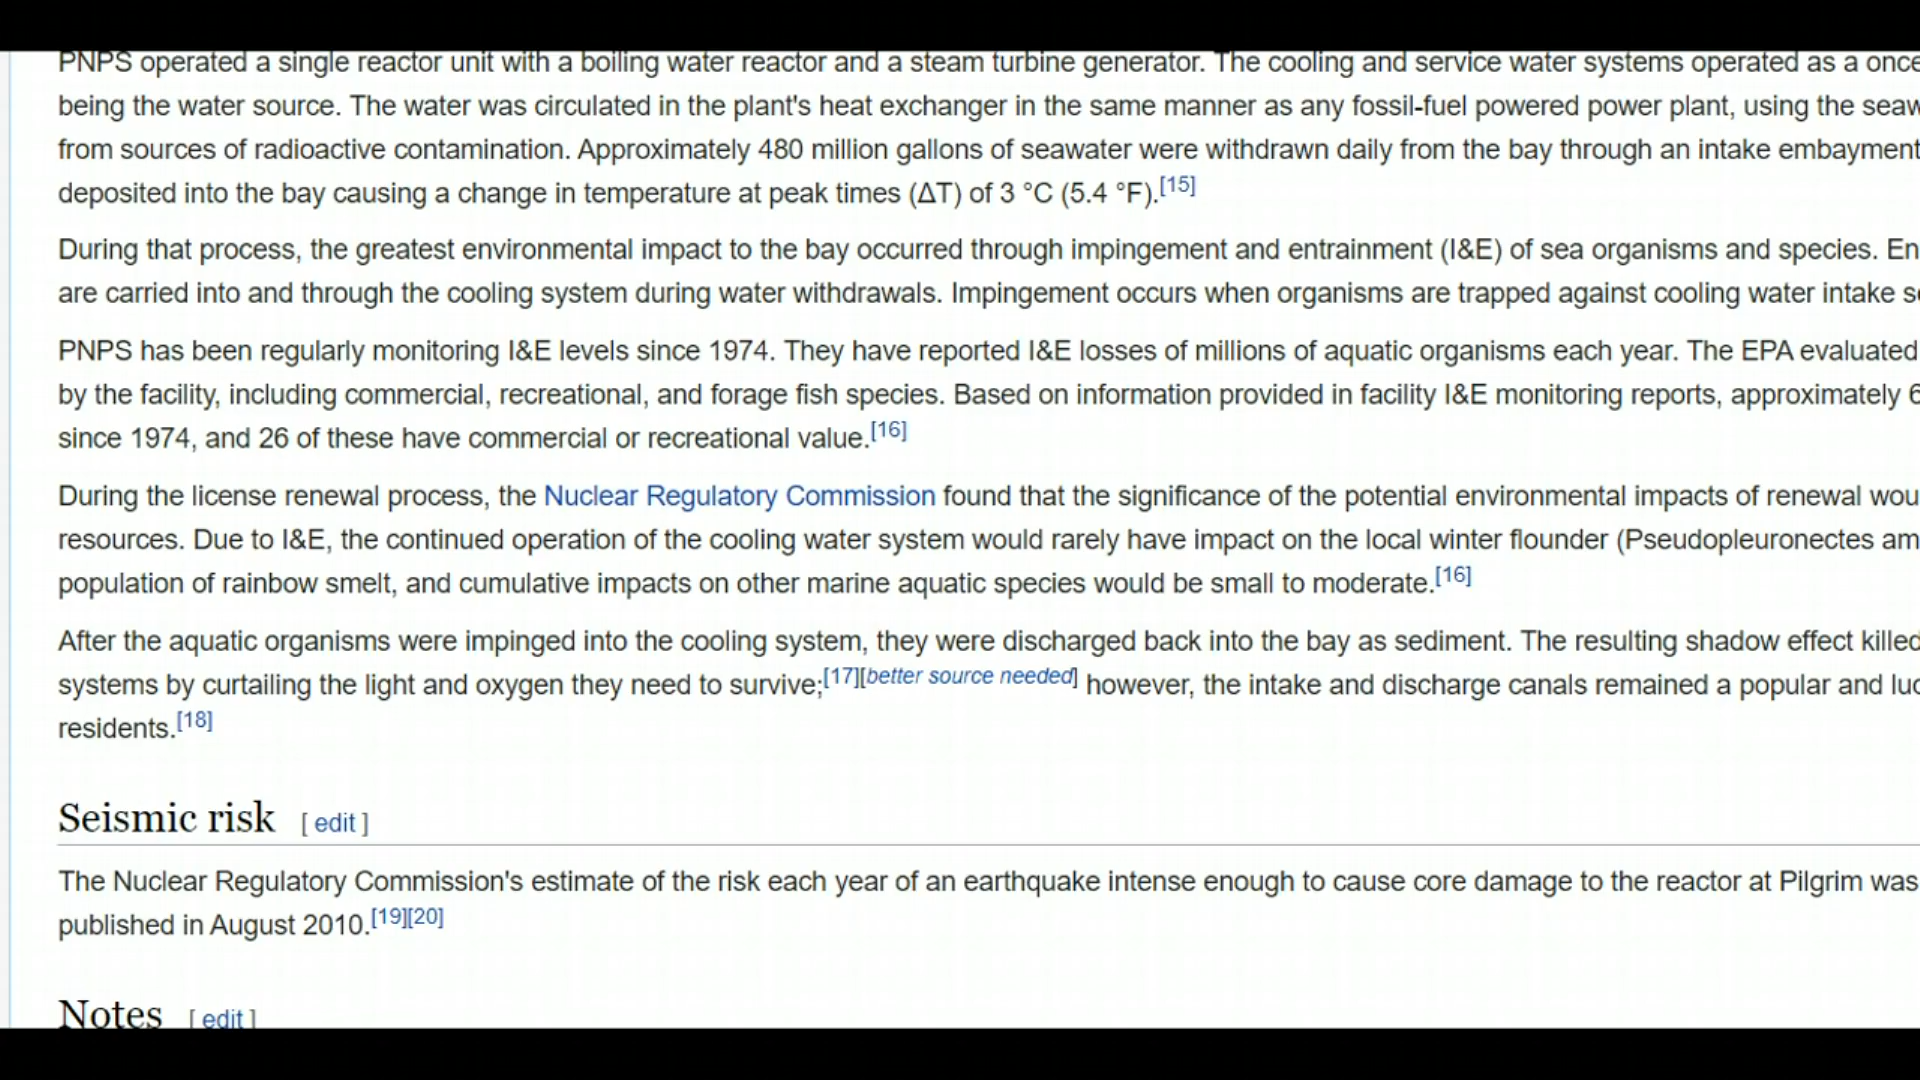 PNPS operated a single reactor unit with a boiling water reactor and a steam turbine generator. The cooling and service water systems operated as a once
being the water source. The water was circulated in the plant's heat exchanger in the same manner as any fossil-fuel powered power plant, using the seaw
from sources of radioactive contamination. Approximately 480 million gallons of seawater were withdrawn daily from the bay through an intake embayment
deposited into the bay causing a change in temperature at peak times (ΔT) of 3 °C (5.4 °F).[15]
During that process, the greatest environmental impact to the bay occurred through impingement and entrainment (I&E) of sea organisms and species. En
are carried into and through the cooling system during water withdrawals. Impingement occurs when organisms are trapped against cooling water intake s
PNPS has been regularly monitoring I&E levels since 1974. They have reported I&E losses of millions of aquatic organisms each year. The EPA evaluated
by the facility, including commercial, recreational, and forage fish species. Based on information provided in facility I&E monitoring reports, approximately 6
since 1974, and 26 of these have commercial or recreational value.[16]
During the license renewal process, the Nuclear Regulatory Commission found that the significance of the potential environmental impacts of renewal wou
resources. Due to I&E, the continued operation of the cooling water system would rarely have impact on the local winter flounder (Pseudopleuronectes am
population of rainbow smelt, and cumulative impacts on other marine aquatic species would be small to moderate.[16]
After the aquatic organisms were impinged into the cooling system, they were discharged back into the bay as sediment. The resulting shadow effect killed
systems by curtailing the light and oxygen they need to survive;[17][better source needed] however, the intake and discharge canals remained a popular and luc
residents.[18]
Seismic risk [ edit ]
The Nuclear Regulatory Commission's estimate of the risk each year of an earthquake intense enough to cause core damage to the reactor at Pilgrim was
published in August 2010.[19][20]
Notes [ edit ]